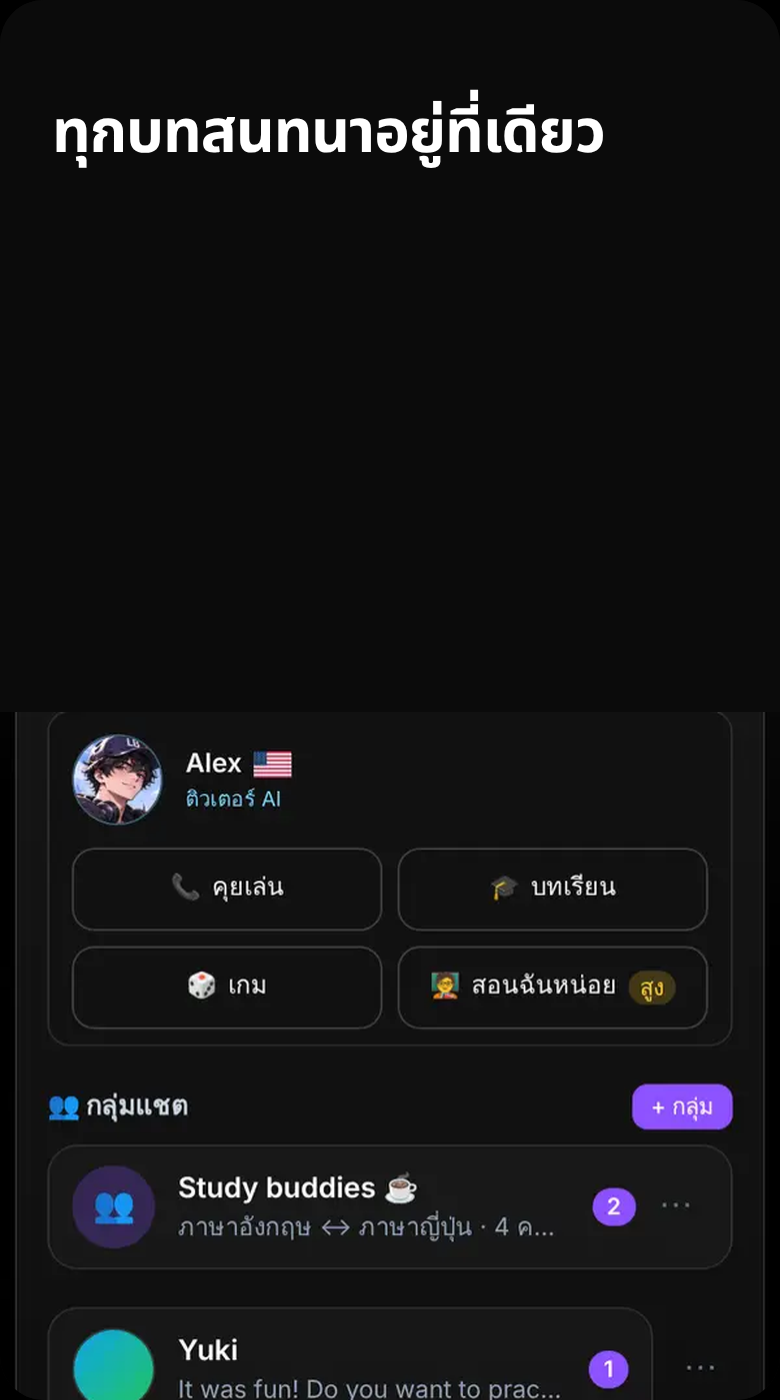 ทุกบทสนทนาอยู่ที่เดียว
LB
Alex 🇺🇸
ติวเตอร์ AI
📞 คุยเล่น
🎓 บทเรียน
🎲 เกม
🧑‍🏫 สอนฉันหน่อย สูง
👥 กลุ่มแชต
+ กลุ่ม
Study buddies ☕
ภาษาอังกฤษ ↔ ภาษาญี่ปุ่น · 4 ค...
2
Yuki
It was fun! Do you want to prac...
1